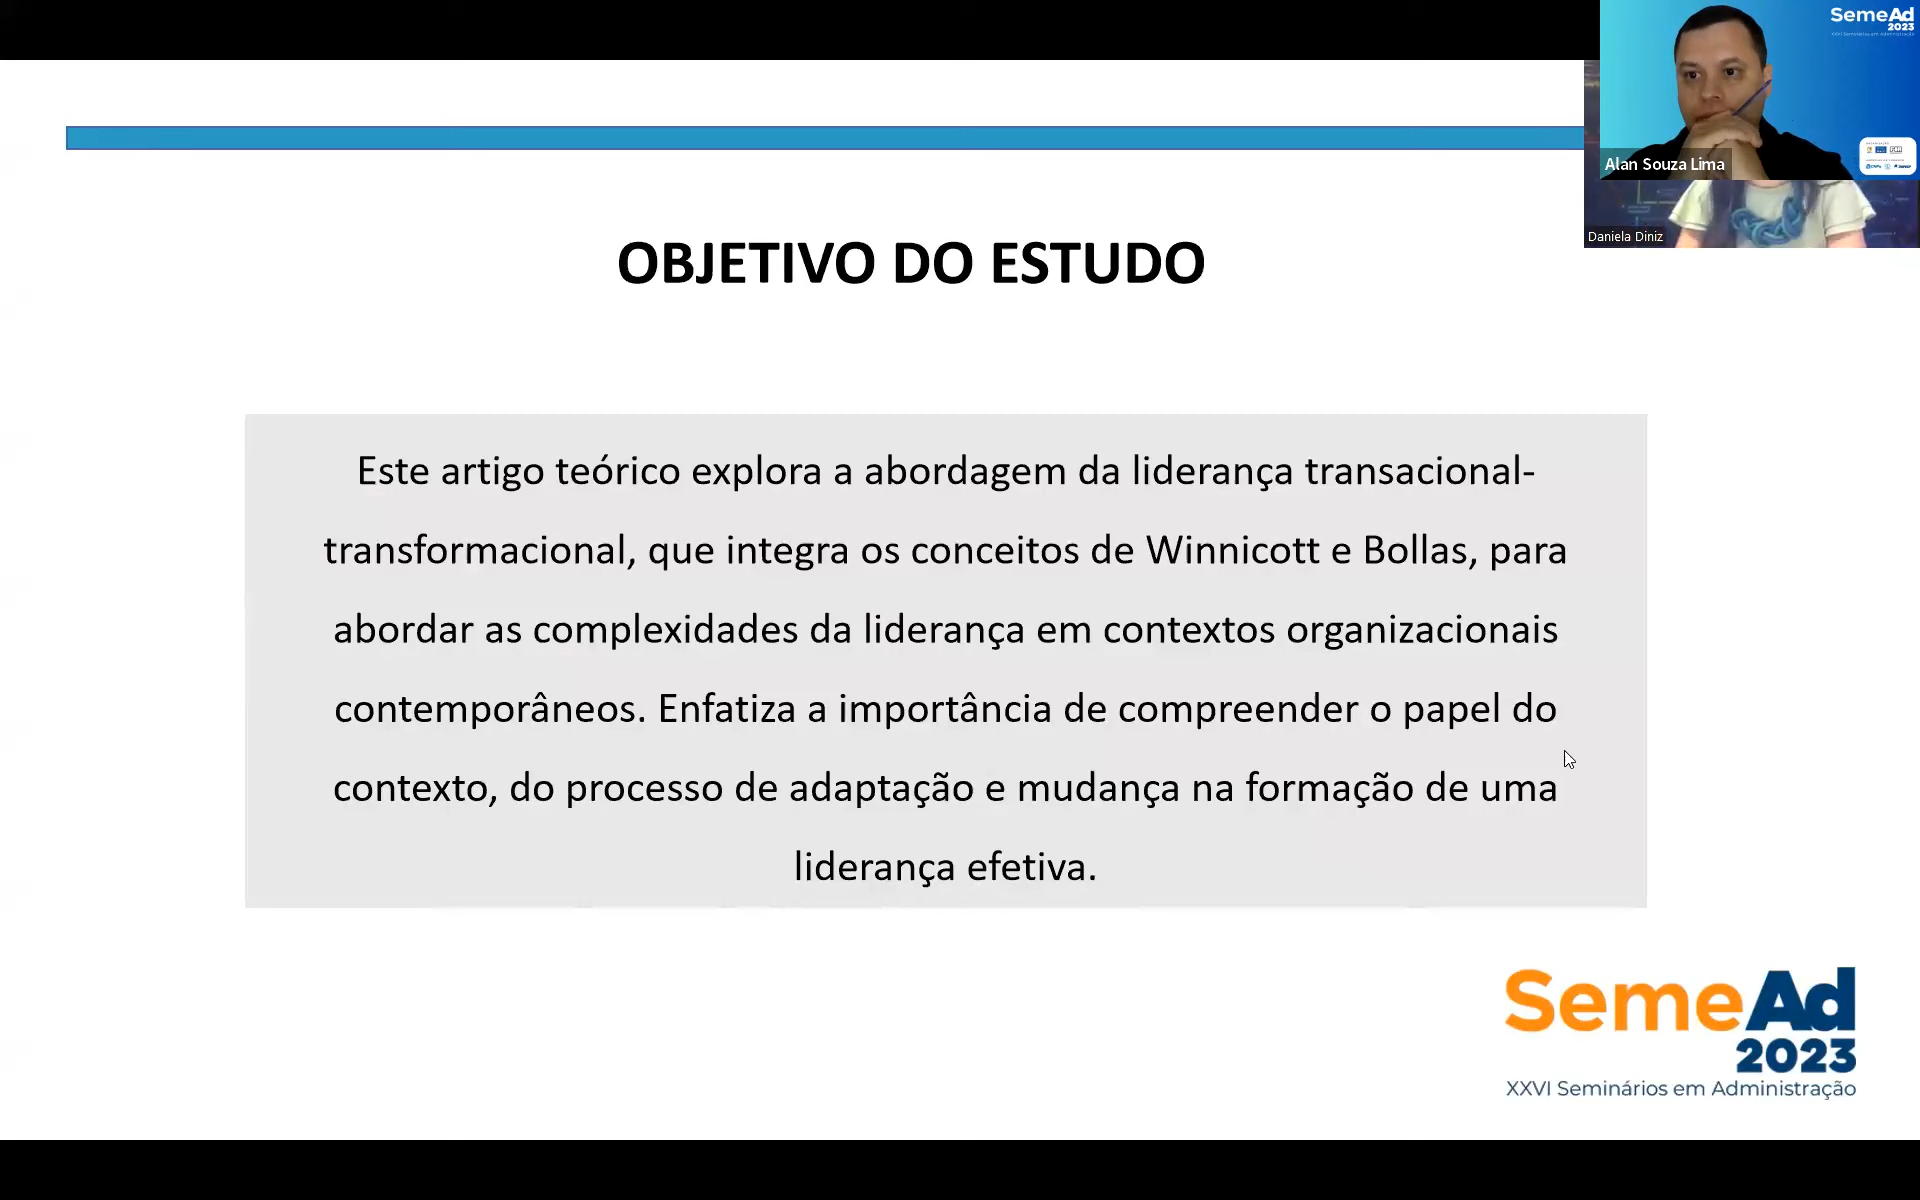 SemeAd
2023
Alan Souza Lima
Daniela Diniz
OBJETIVO DO ESTUDO
Este artigo teórico explora a abordagem da liderança transacional-
transformacional, que integra os conceitos de Winnicott e Bollas, para
abordar as complexidades da liderança em contextos organizacionais
contemporâneos. Enfatiza a importância de compreender o papel do
contexto, do processo de adaptação e mudança na formação de uma
liderança efetiva.
SemeAd
2023
XXVI Seminários em Administração